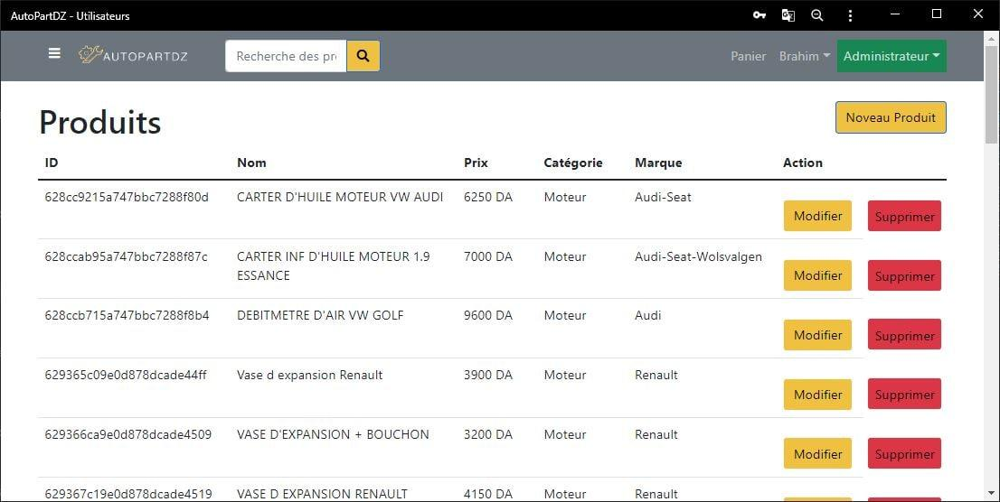 AutoPartDZ - Utilisateurs
AUTOPARTDZ
Recherche des pr
Panier
Brahim
Administrateur
Produits
Noveau Produit
ID Nom Prix Catégorie Marque Action
628cc9215a747bbc7288f80d CARTER D'HUILE MOTEUR VW AUDI 6250 DA Moteur Audi-Seat
Modifier Supprimer
628ccab95a747bbc7288f87c CARTER INF D'HUILE MOTEUR 1.9 7000 DA Moteur Audi-Seat-Wolsvalgen
ESSANCE
Modifier Supprimer
628ccb715a747bbc7288f8b4 DEBITMETRE D'AIR VW GOLF 9600 DA Moteur Audi
Modifier Supprimer
629365c09e0d878dcade44ff Vase d expansion Renault 3900 DA Moteur Renault
Modifier Supprimer
629366ca9e0d878dcade4509 VASE D'EXPANSION + BOUCHON 3200 DA Moteur Renault
Modifier Supprimer
629367c19e0d878dcade4519 VASE D EXPANSION RENAULT 4150 DA Moteur Renault